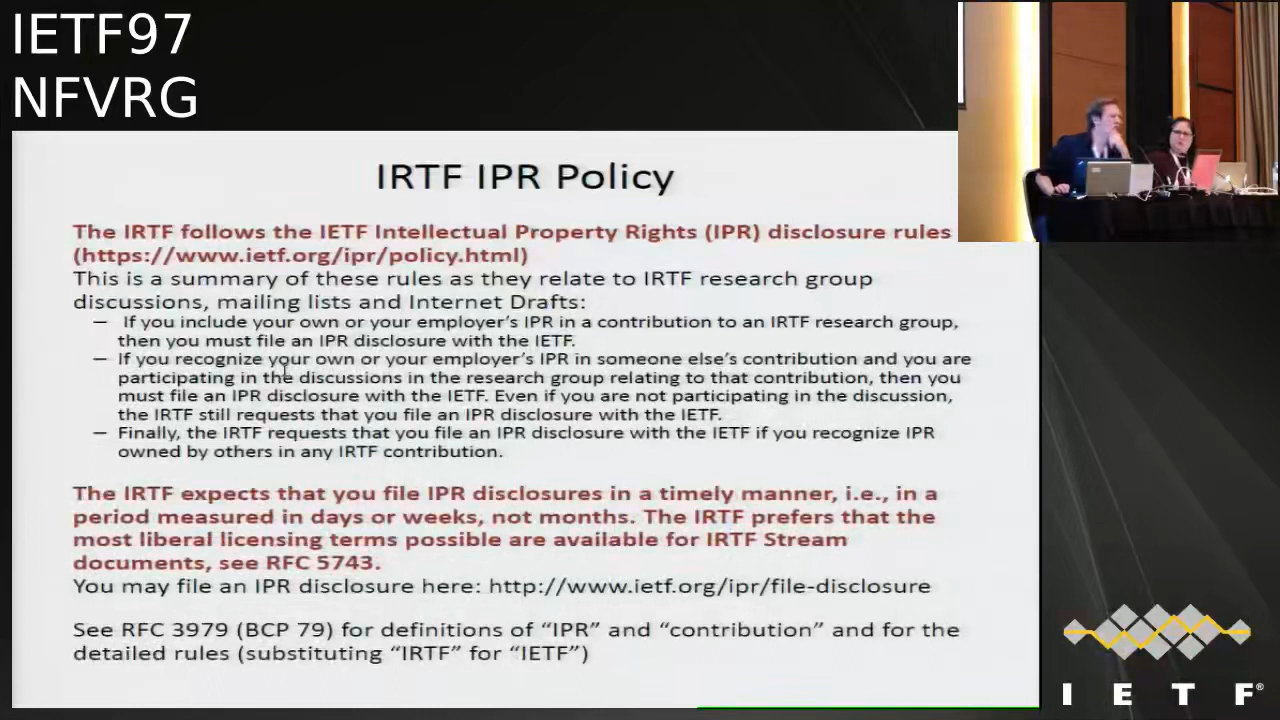 IETF97
NFVRG
IRTF IPR Policy
The IRTF follows the IETF Intellectual Property Rights (IPR) disclosure rules
(https://www.ietf.org/ipr/policy.html)
This is a summary of these rules as they relate to IRTF research group
discussions, mailing lists and Internet Drafts:
– If you include your own or your employer’s IPR in a contribution to an IRTF research group,
then you must file an IPR disclosure with the IETF.
– If you recognize your own or your employer’s IPR in someone else’s contribution and you are
participating in the discussions in the research group relating to that contribution, then you
must file an IPR disclosure with the IETF. Even if you are not participating in the discussion,
the IRTF still requests that you file an IPR disclosure with the IETF.
– Finally, the IRTF requests that you file an IPR disclosure with the IETF if you recognize IPR
owned by others in any IRTF contribution.
The IRTF expects that you file IPR disclosures in a timely manner, i.e., in a
period measured in days or weeks, not months. The IRTF prefers that the
most liberal licensing terms possible are available for IRTF Stream
documents, see RFC 5743.
You may file an IPR disclosure here: http://www.ietf.org/ipr/file-disclosure
See RFC 3979 (BCP 79) for definitions of “IPR” and “contribution” and for the
detailed rules (substituting “IRTF” for “IETF”)
I E T F®